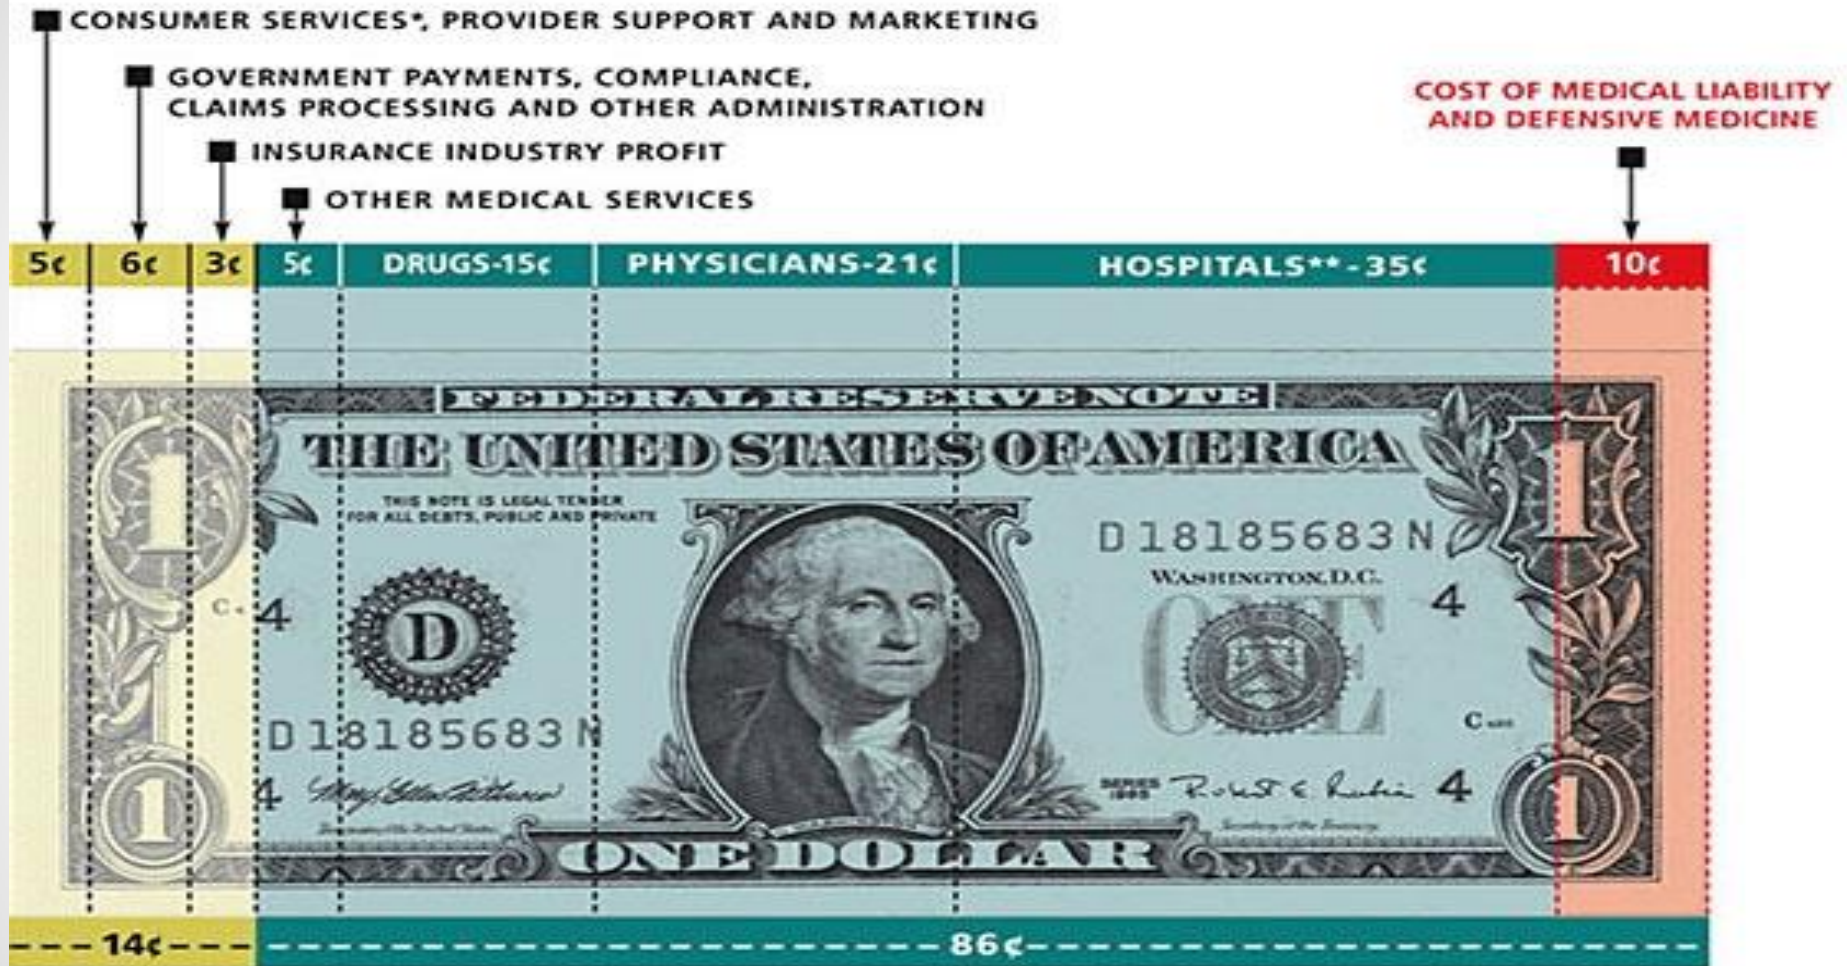 CONSUMER SERVICES*, PROVIDER SUPPORT AND MARKETING
GOVERNMENT PAYMENTS, COMPLIANCE,
CLAIMS PROCESSING AND OTHER ADMINISTRATION
INSURANCE INDUSTRY PROFIT
OTHER MEDICAL SERVICES
COST OF MEDICAL LIABILITY
AND DEFENSIVE MEDICINE
5¢ 6¢ 3¢ 5¢ DRUGS-15¢ PHYSICIANS-21¢ HOSPITALS**-35¢ 10¢
FEDERAL RESERVE NOTE
THE UNITED STATES OF AMERICA
THIS NOTE IS LEGAL TENDER
FOR ALL DEBTS, PUBLIC AND PRIVATE
1 1
D 18185683 N
WASHINGTON, D.C.
C 4 4
D
ONE
D 18185683 N
C
4 4
SERIES
1 1
ONE DOLLAR
14¢ 86¢